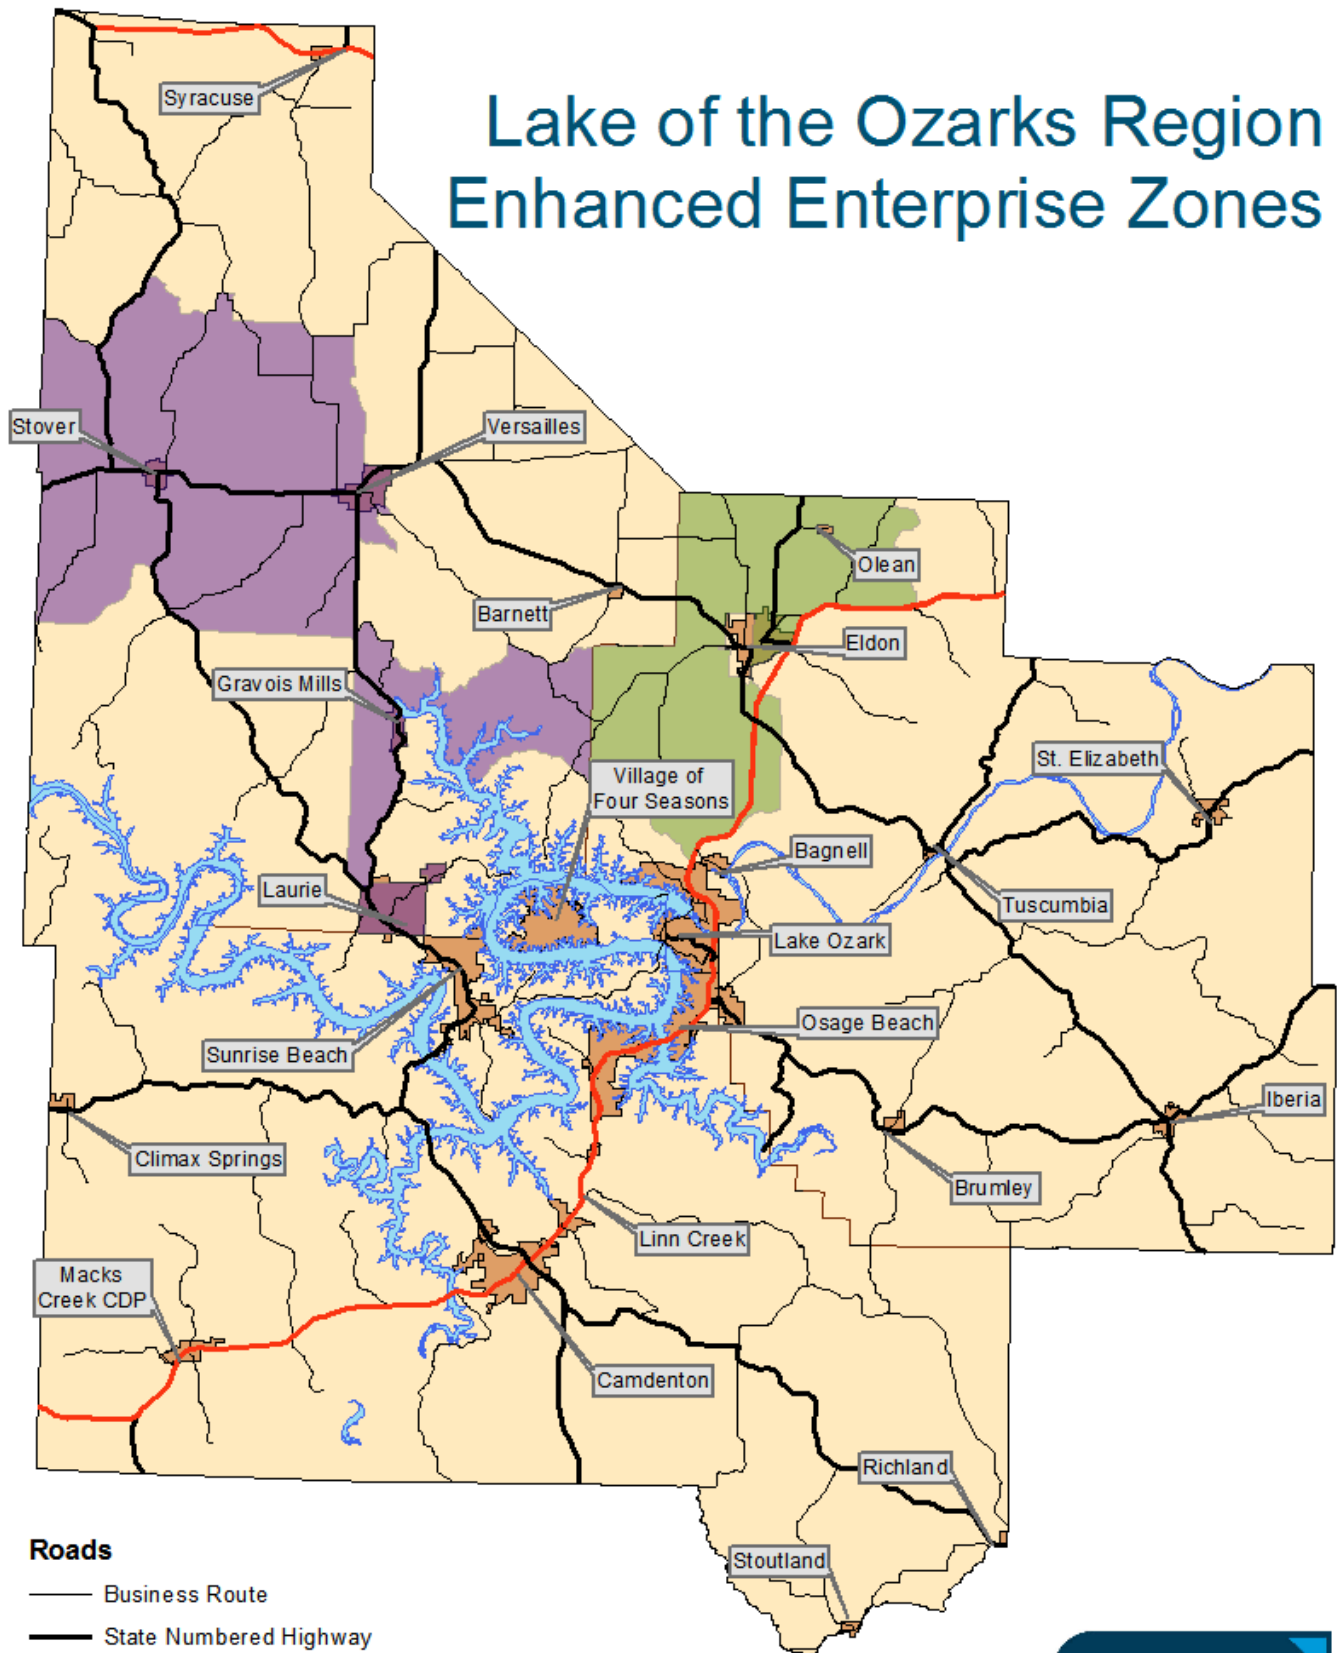 Lake of the Ozarks Region
Enhanced Enterprise Zones
Syracuse
Stover
Versailles
Olean
Barnett
Eldon
Gravois Mills
St. Elizabeth
Village of
Four Seasons
Bagnell
Laurie
Tuscumbia
Lake Ozark
Osage Beach
Sunrise Beach
Iberia
Climax Springs
Brumley
Linn Creek
Macks
Creek CDP
Camdenton
Richland
Stoutland
Roads
Business Route
State Numbered Highway